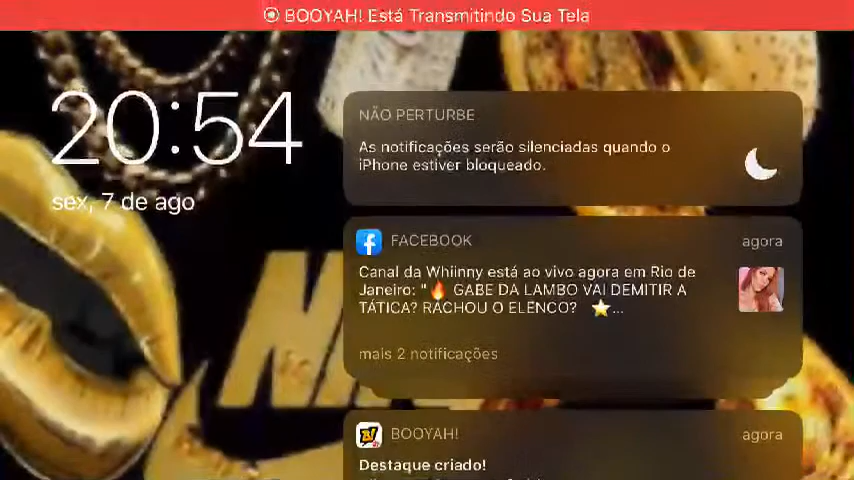 BOOYAH! Está Transmitindo Sua Tela
20:54
sex, 7 de ago
NÃO PERTURBE
As notificações serão silenciadas quando o
iPhone estiver bloqueado.
FACEBOOK agora
Canal da Whiinny está ao vivo agora em Rio de
Janeiro: "🔥 GABE DA LAMBO VAI DEMITIR A
TÁTICA? RACHOU O ELENCO? ⭐...
mais 2 notificações
BOOYAH! agora
Destaque criado!